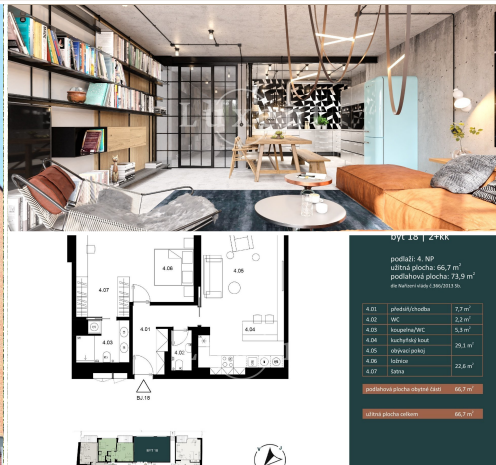 byt 18 | 2+kk
podlaží: 4. NP
užitná plocha: 66,7 m²
podlahová plocha: 73,9 m²
dle Nařízení vlády č.366/2013 Sb.
4.01 předsíň/chodba 7,7 m²
4.02 WC 2,2 m²
4.03 koupelna/WC 5,3 m²
4.04 kuchyňský kout 29,1 m²
4.05 obývací pokoj
4.06 ložnice 22,6 m²
4.07 šatna
podlahová plocha obytné části 66,7 m²
užitná plocha celkem 66,7 m²
4.06
4.05
4.07
4.01
4.04
4.03
4.02
BJ.18
BYT 18